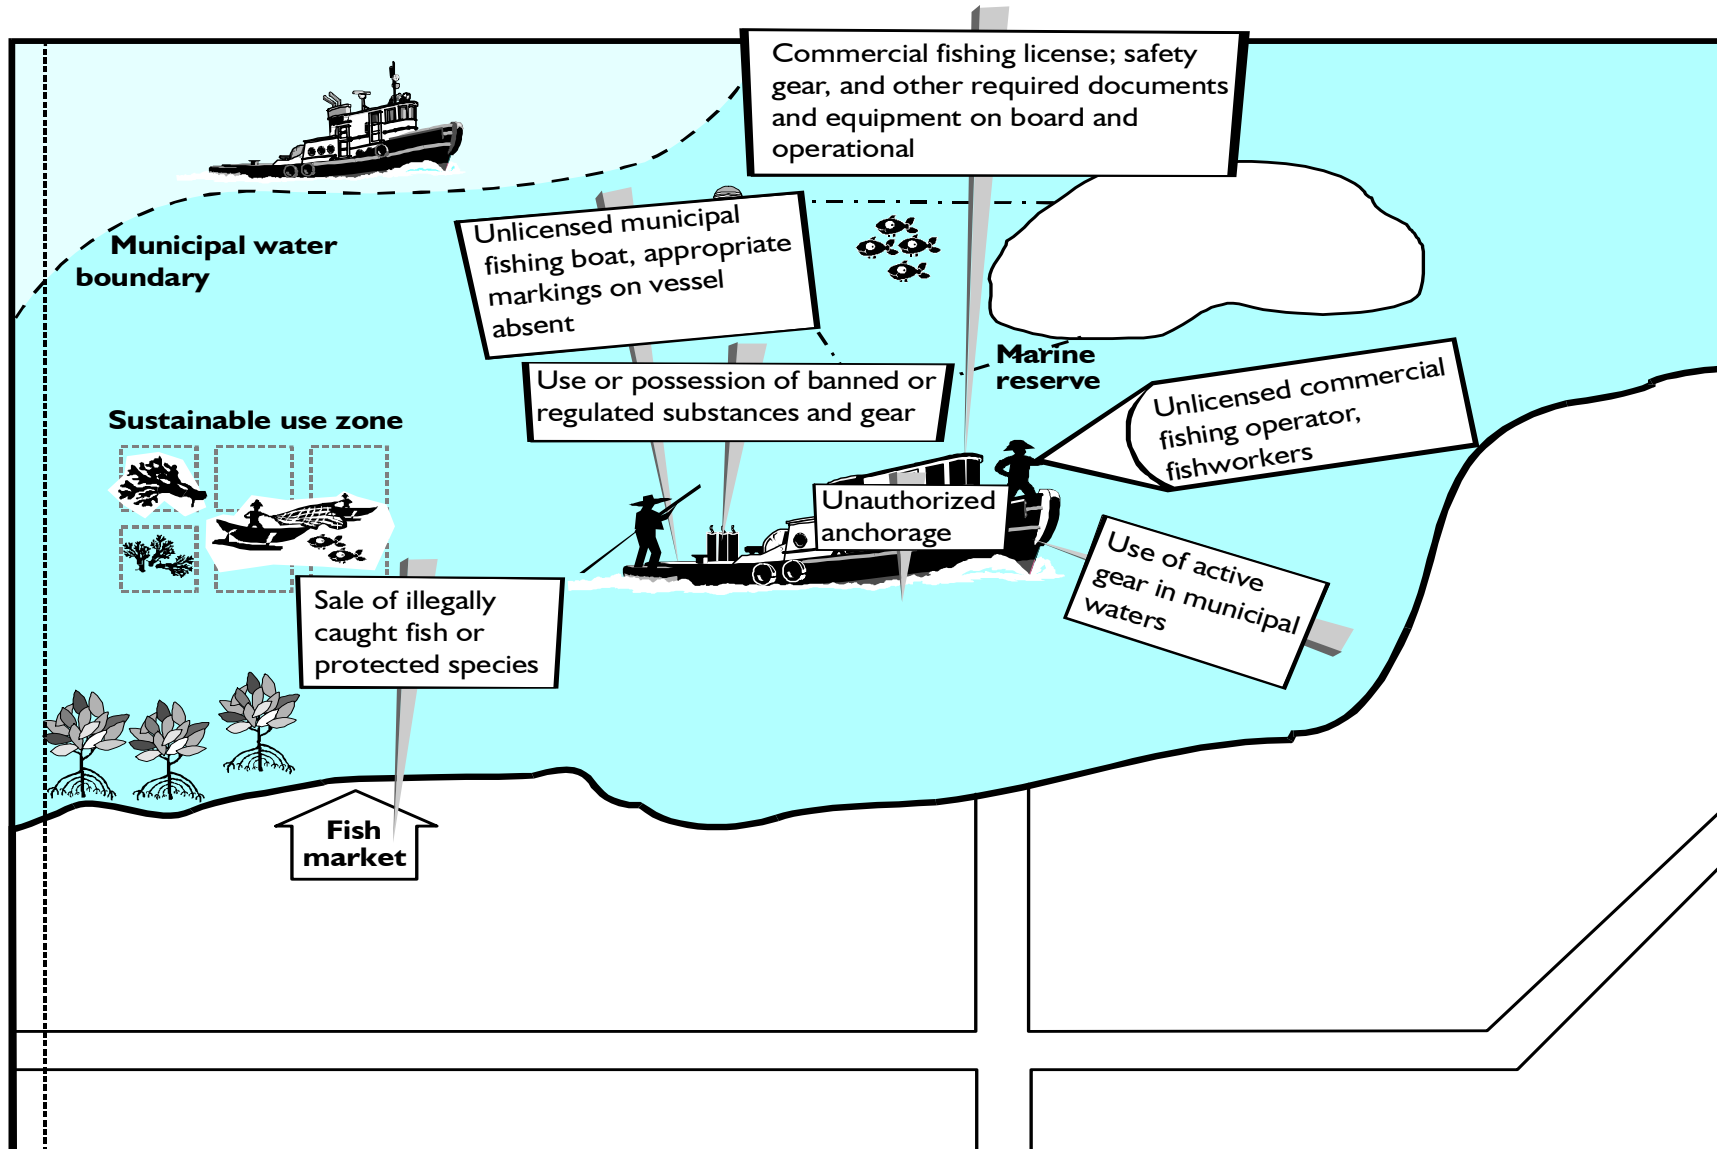 Commercial fishing license; safety
gear, and other required documents
and equipment on board and
operational
Municipal water
boundary
Unlicensed municipal
fishing boat, appropriate
markings on vessel
absent
Marine
reserve
Use or possession of banned or
regulated substances and gear
Unlicensed commercial
fishing operator,
fishworkers
Sustainable use zone
Unauthorized
anchorage
Use of active
gear in municipal
waters
Sale of illegally
caught fish or
protected species
Fish
market